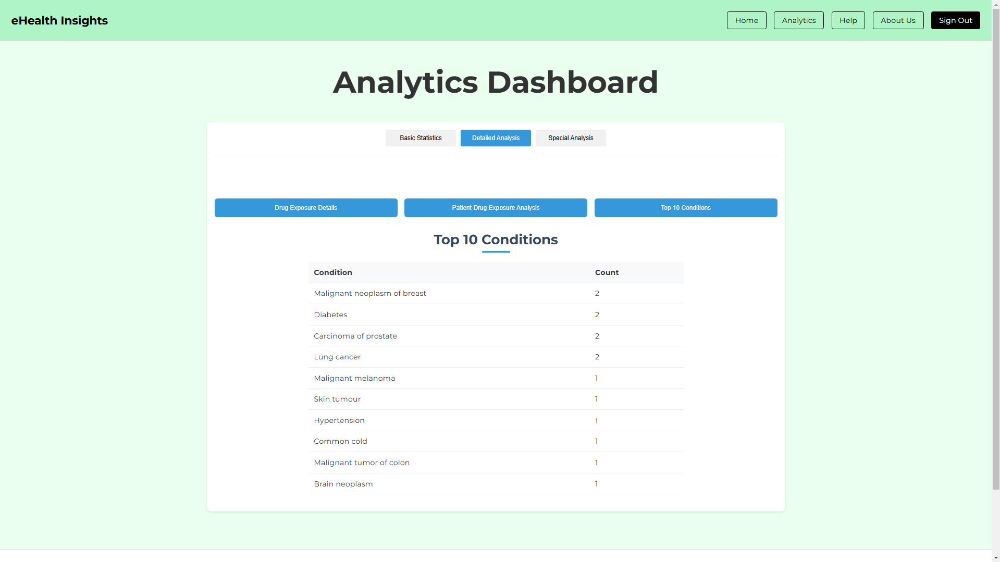 eHealth Insights
Home Analytics Help About Us Sign Out
Analytics Dashboard
Basic Statistics Detailed Analysis Special Analysis
Drug Exposure Details Patient Drug Exposure Analysis Top 10 Conditions
Top 10 Conditions
Condition Count
Malignant neoplasm of breast 2
Diabetes 2
Carcinoma of prostate 2
Lung cancer 2
Malignant melanoma 1
Skin tumour 1
Hypertension 1
Common cold 1
Malignant tumor of colon 1
Brain neoplasm 1